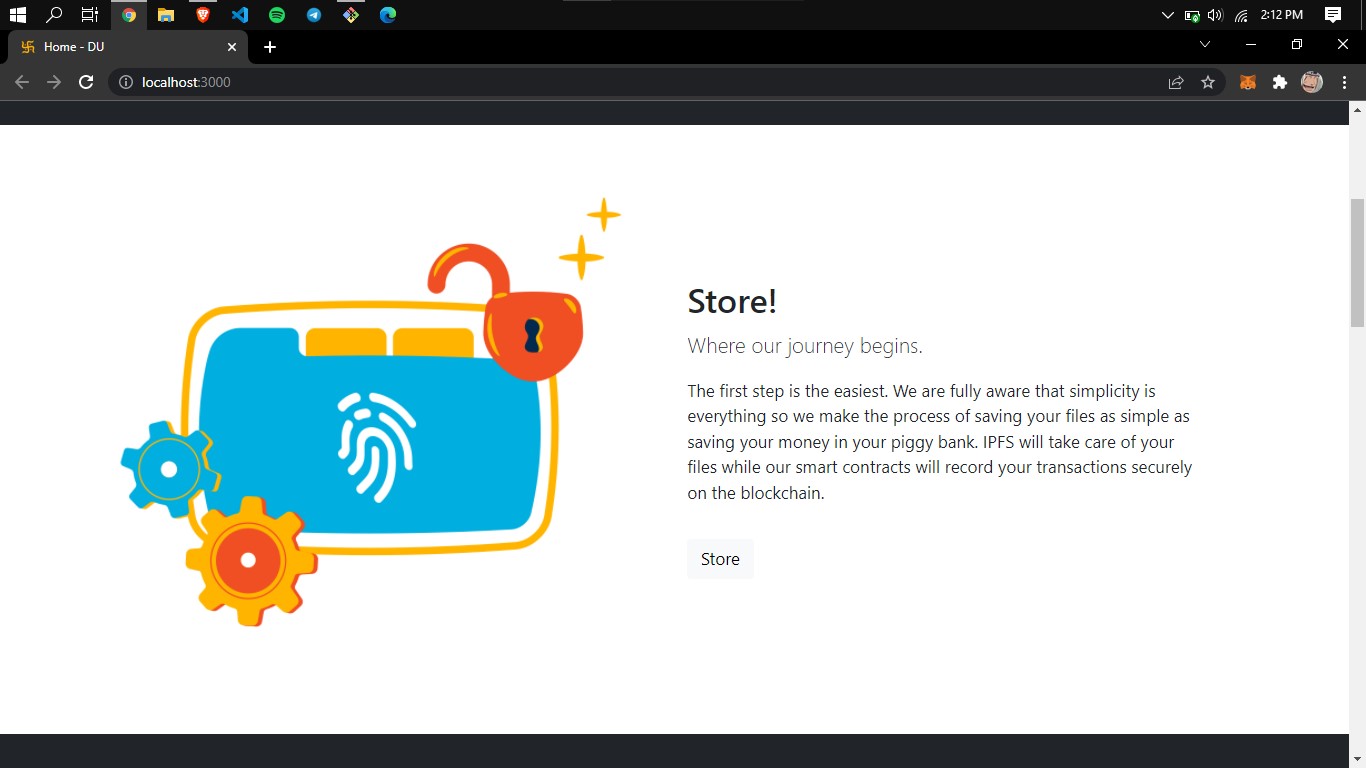 2:12 PM
Home - DU
localhost:3000
Store!
Where our journey begins.
The first step is the easiest. We are fully aware that simplicity is
everything so we make the process of saving your files as simple as
saving your money in your piggy bank. IPFS will take care of your
files while our smart contracts will record your transactions securely
on the blockchain.
Store